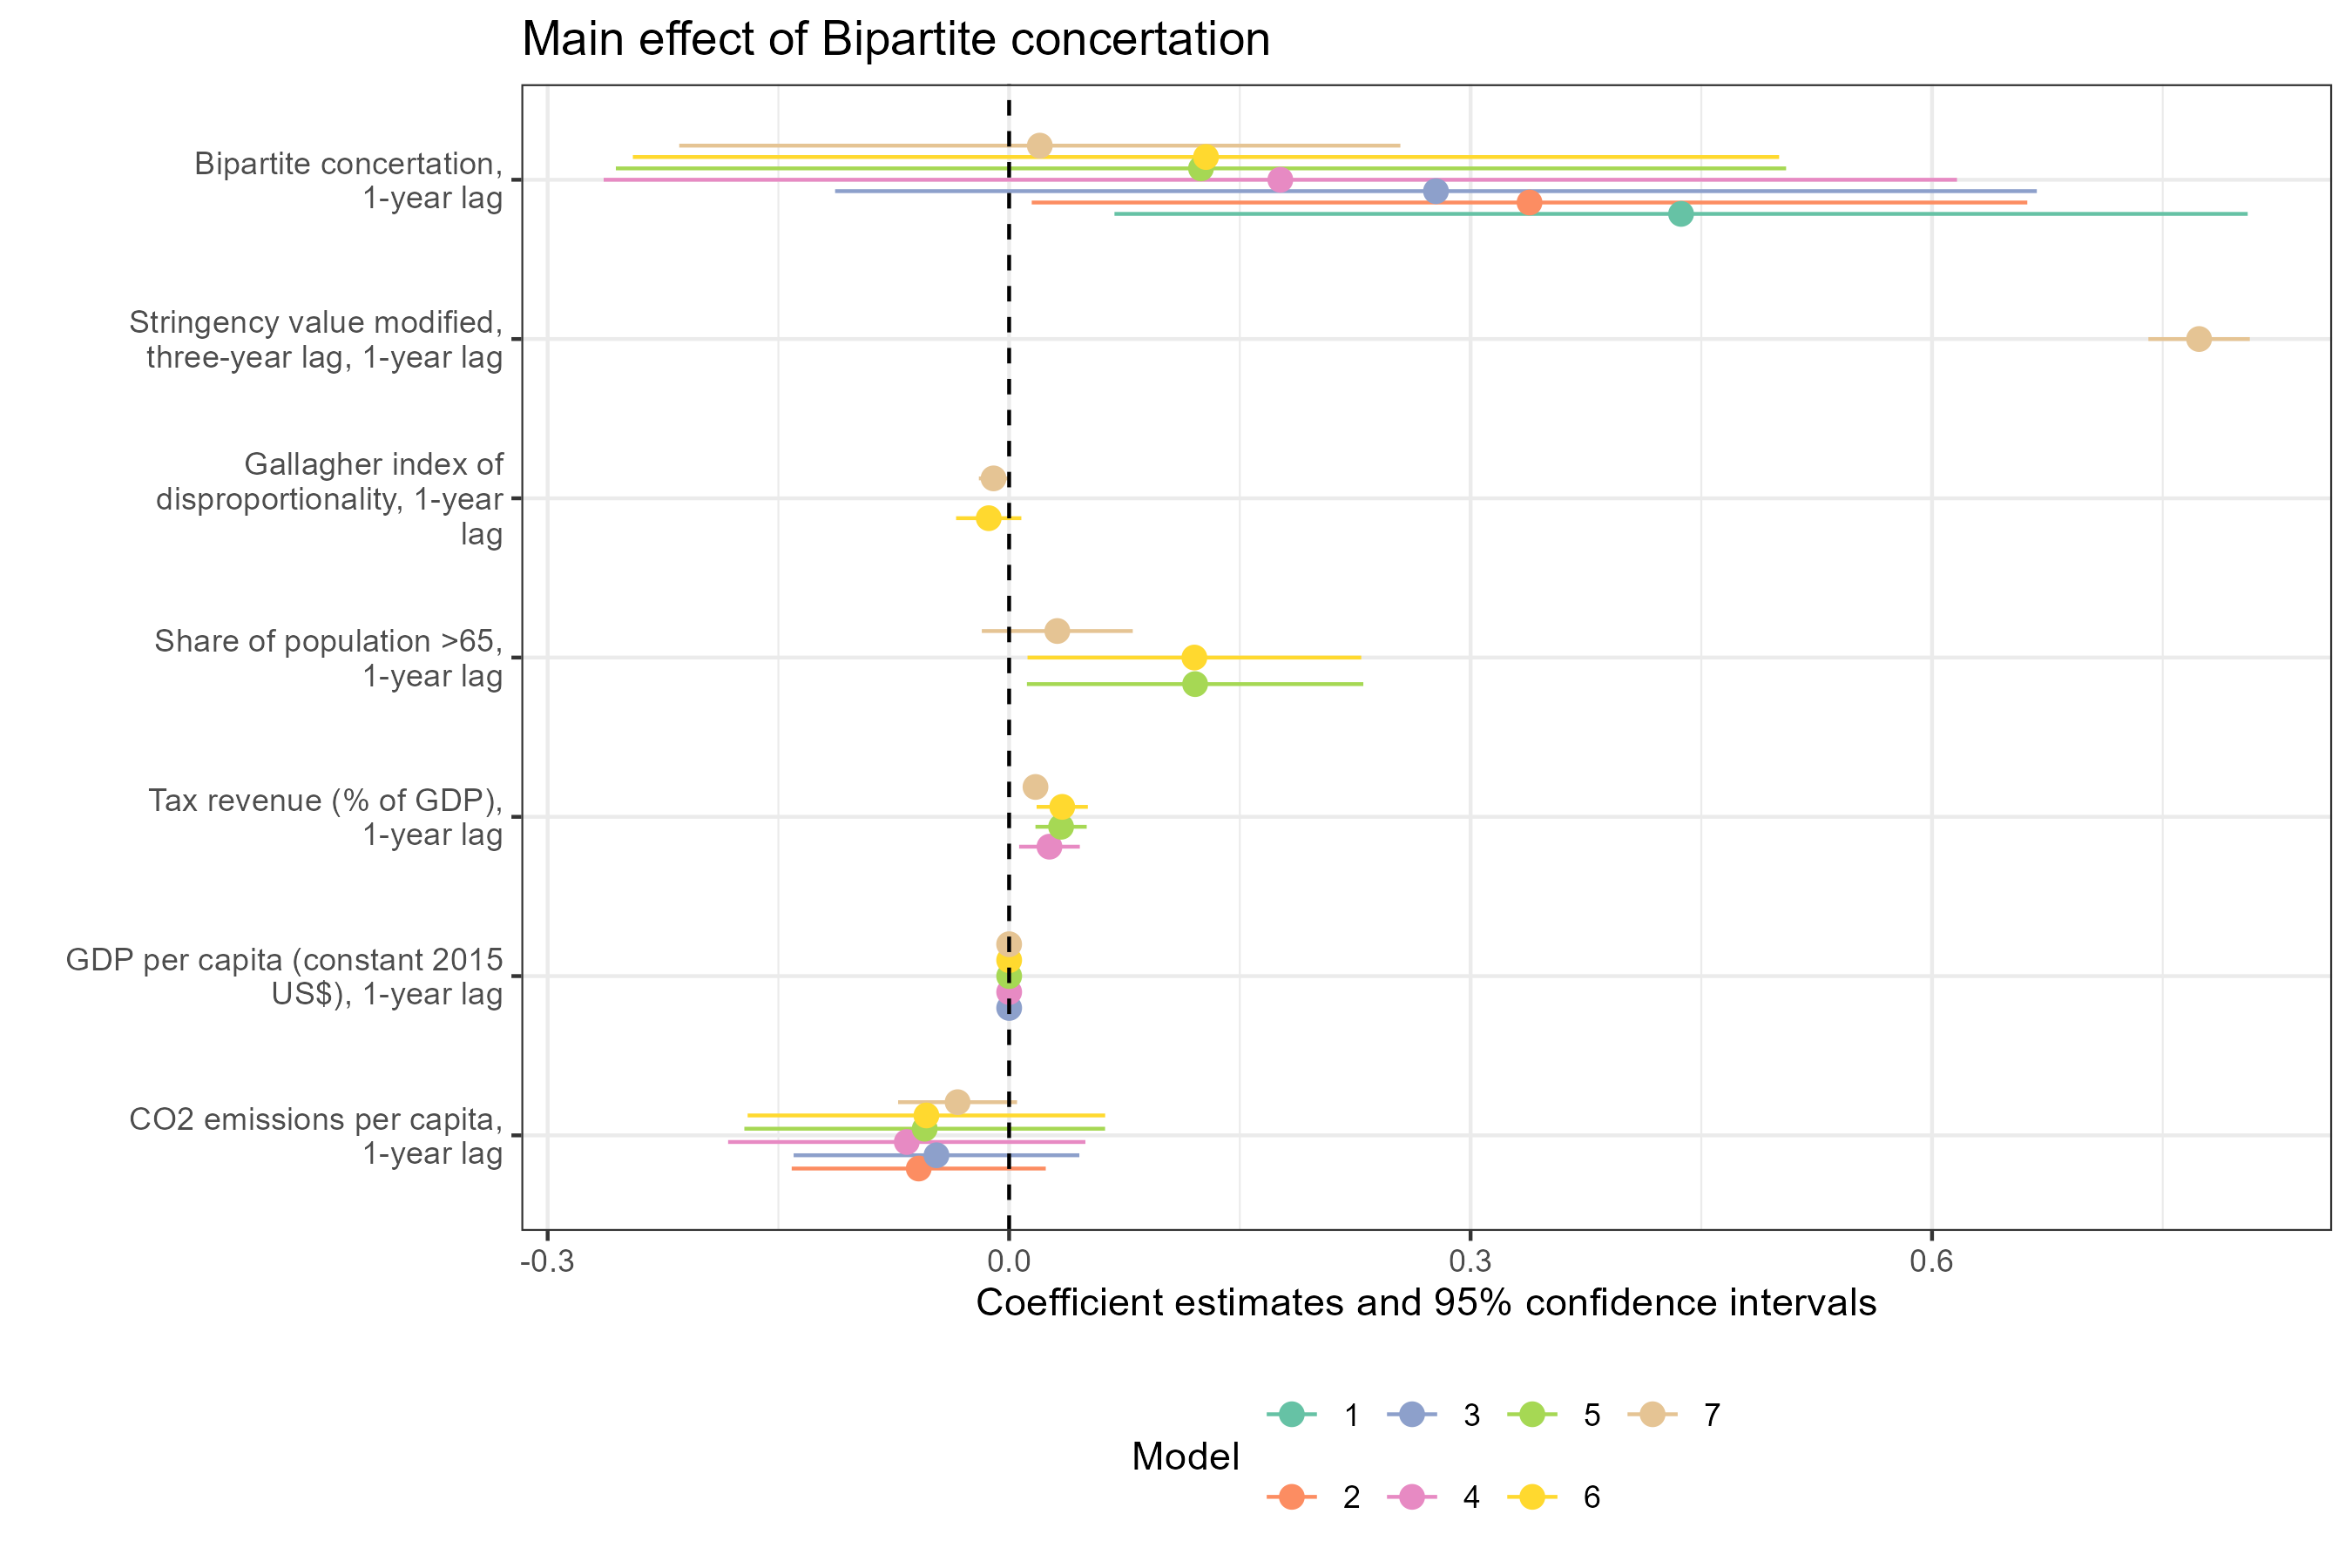 Main effect of Bipartite concertation
Bipartite concertation,
1-year lag
Stringency value modified,
three-year lag, 1-year lag
Gallagher index of
disproportionality, 1-year
lag
Share of population >65,
1-year lag
Tax revenue (% of GDP),
1-year lag
GDP per capita (constant 2015
US$), 1-year lag
CO2 emissions per capita,
1-year lag
-0.3 0.0 0.3 0.6
Coefficient estimates and 95% confidence intervals
Model
1 3 5 7
2 4 6